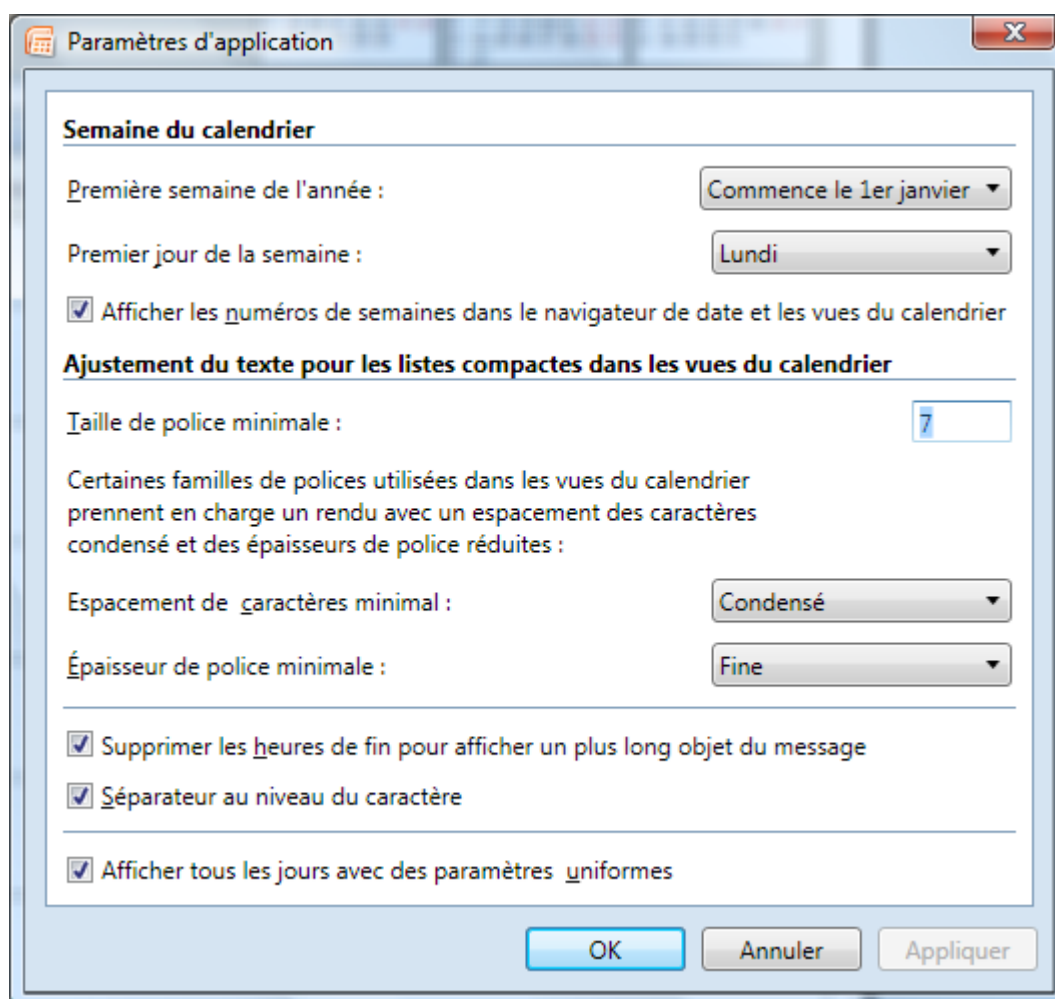 Paramètres d'application
Semaine du calendrier
Première semaine de l'année :
Commence le 1er janvier
Premier jour de la semaine :
Lundi
Afficher les numéros de semaines dans le navigateur de date et les vues du calendrier
Ajustement du texte pour les listes compactes dans les vues du calendrier
Taille de police minimale :
7
Certaines familles de polices utilisées dans les vues du calendrier
prennent en charge un rendu avec un espacement des caractères
condensé et des épaisseurs de police réduites :
Espacement de  caractères minimal :
Condensé
Épaisseur de police minimale :
Fine
Supprimer les heures de fin pour afficher un plus long objet du message
Séparateur au niveau du caractère
Afficher tous les jours avec des paramètres  uniformes
OK
Annuler
Appliquer